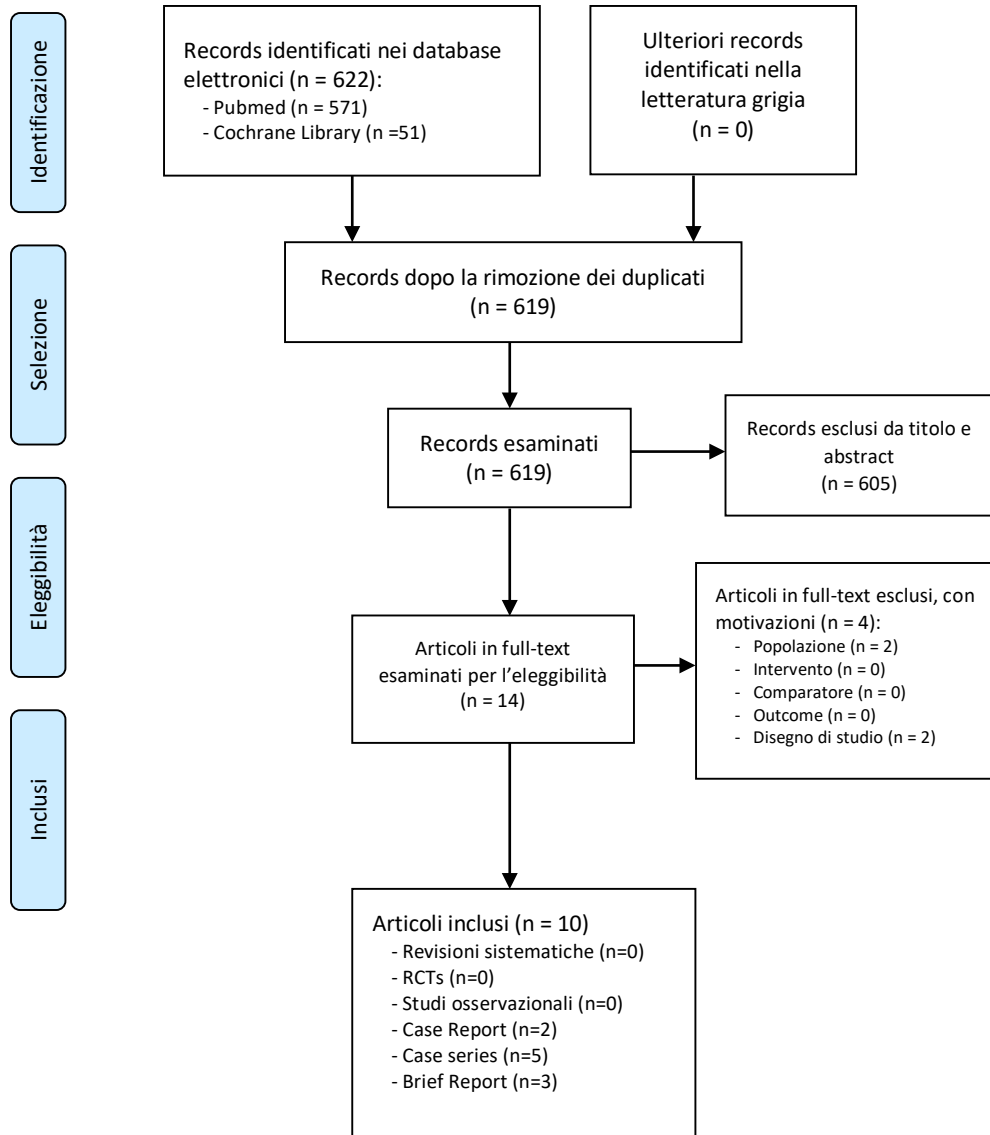 Identificazione
Records identificati nei database
elettronici (n = 622):
- Pubmed (n = 571)
- Cochrane Library (n =51)
Ulteriori records
identificati nella
letteratura grigia
(n = 0)
Selezione
Records dopo la rimozione dei duplicati
(n = 619)
Records esaminati
(n = 619)
Records esclusi da titolo e
abstract
(n = 605)
Eleggibilità
Articoli in full-text
esaminati per l'eleggibilità
(n = 14)
Articoli in full-text esclusi, con
motivazioni (n = 4):
- Popolazione (n = 2)
- Intervento (n = 0)
- Comparatore (n = 0)
- Outcome (n = 0)
- Disegno di studio (n = 2)
Inclusi
Articoli inclusi (n = 10)
- Revisioni sistematiche (n=0)
- RCTs (n=0)
- Studi osservazionali (n=0)
- Case Report (n=2)
- Case series (n=5)
- Brief Report (n=3)